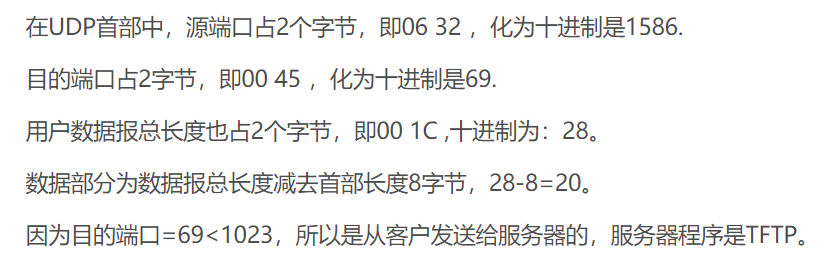 在UDP首部中，源端口占2个字节，即06 32 ，化为十进制是1586.
目的端口占2字节，即00 45 ，化为十进制是69.
用户数据报总长度也占2个字节，即00 1C ,十进制为：28。
数据部分为数据报总长度减去首部长度8字节，28-8=20。
因为目的端口=69<1023，所以是从客户发送给服务器的，服务器程序是TFTP。